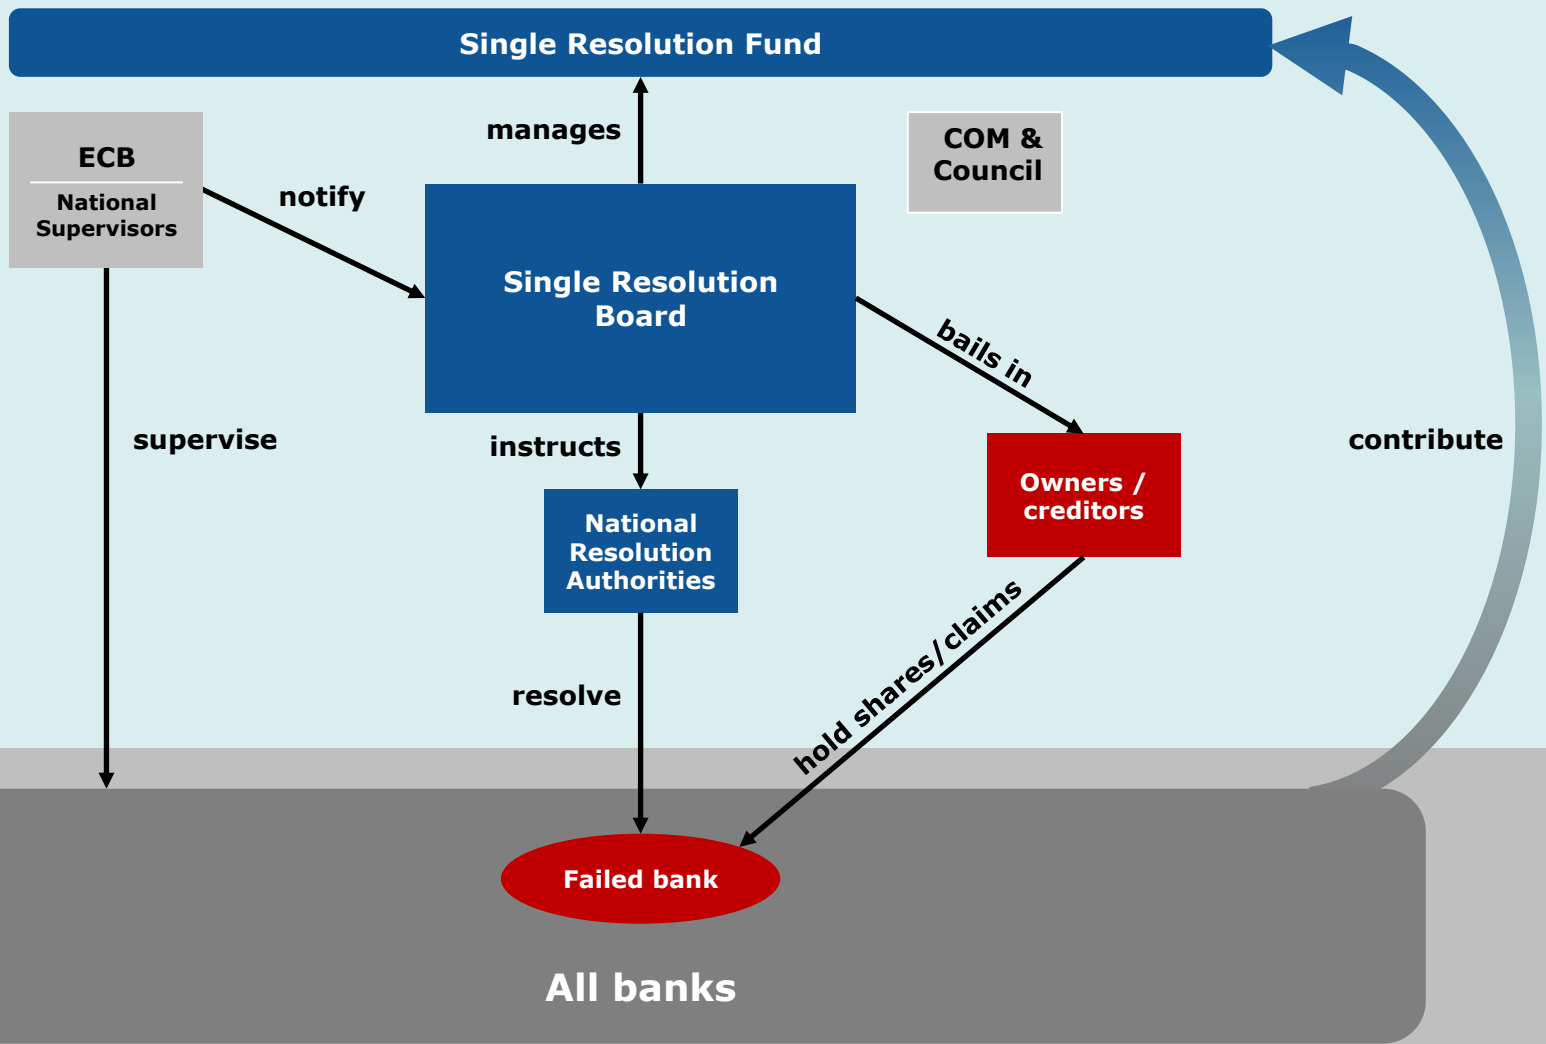 Single Resolution Fund
manages
COM &
Council
ECB
National
Supervisors
notify
Single Resolution
Board
bails in
supervise
instructs
contribute
Owners /
creditors
National
Resolution
Authorities
hold shares/claims
resolve
Failed bank
All banks